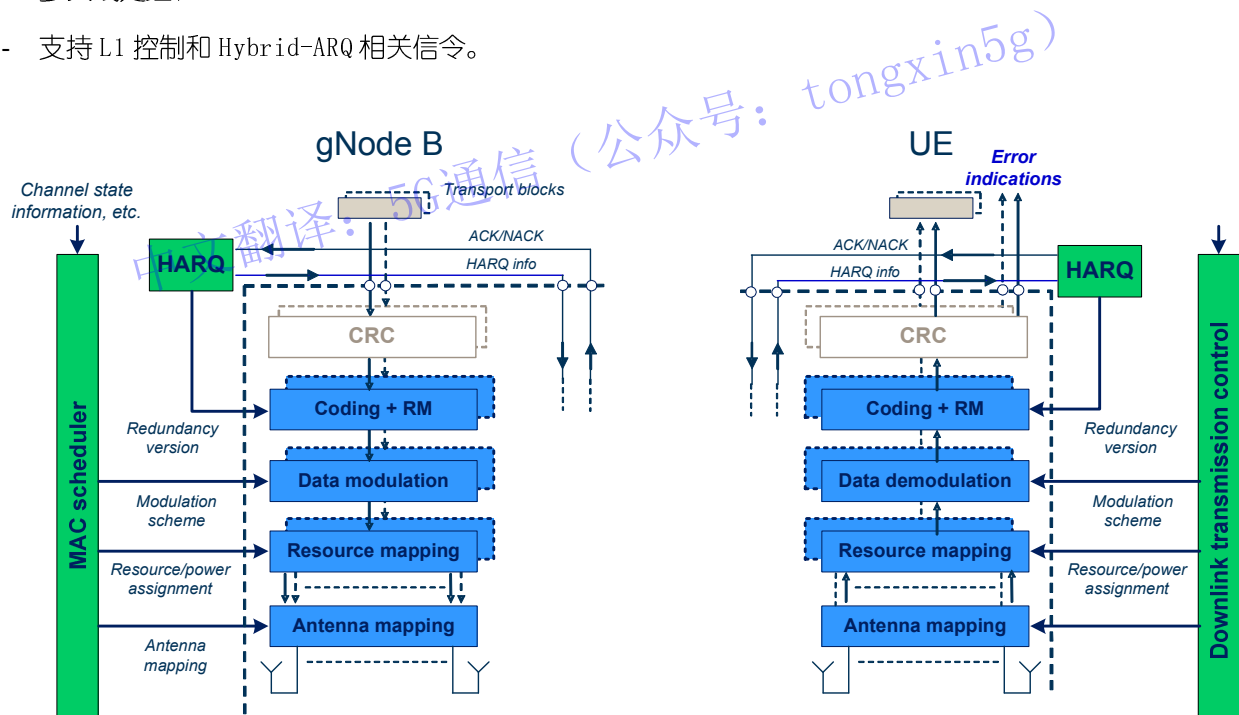 - 支持 L1 控制和 Hybrid-ARQ 相关信令。
中文翻译：5G通信（公众号：tongxin5g）
gNode B
UE
Channel state
information, etc.
Transport blocks
Error
indications
HARQ
ACK/NACK
HARQ info
ACK/NACK
HARQ info
HARQ
CRC
CRC
Coding + RM
Coding + RM
Redundancy
version
Redundancy
version
Data modulation
Data demodulation
Modulation
scheme
Modulation
scheme
Resource mapping
Resource mapping
Resource/power
assignment
Resource/power
assignment
Antenna mapping
Antenna mapping
Antenna
mapping
MAC scheduler
Downlink transmission control